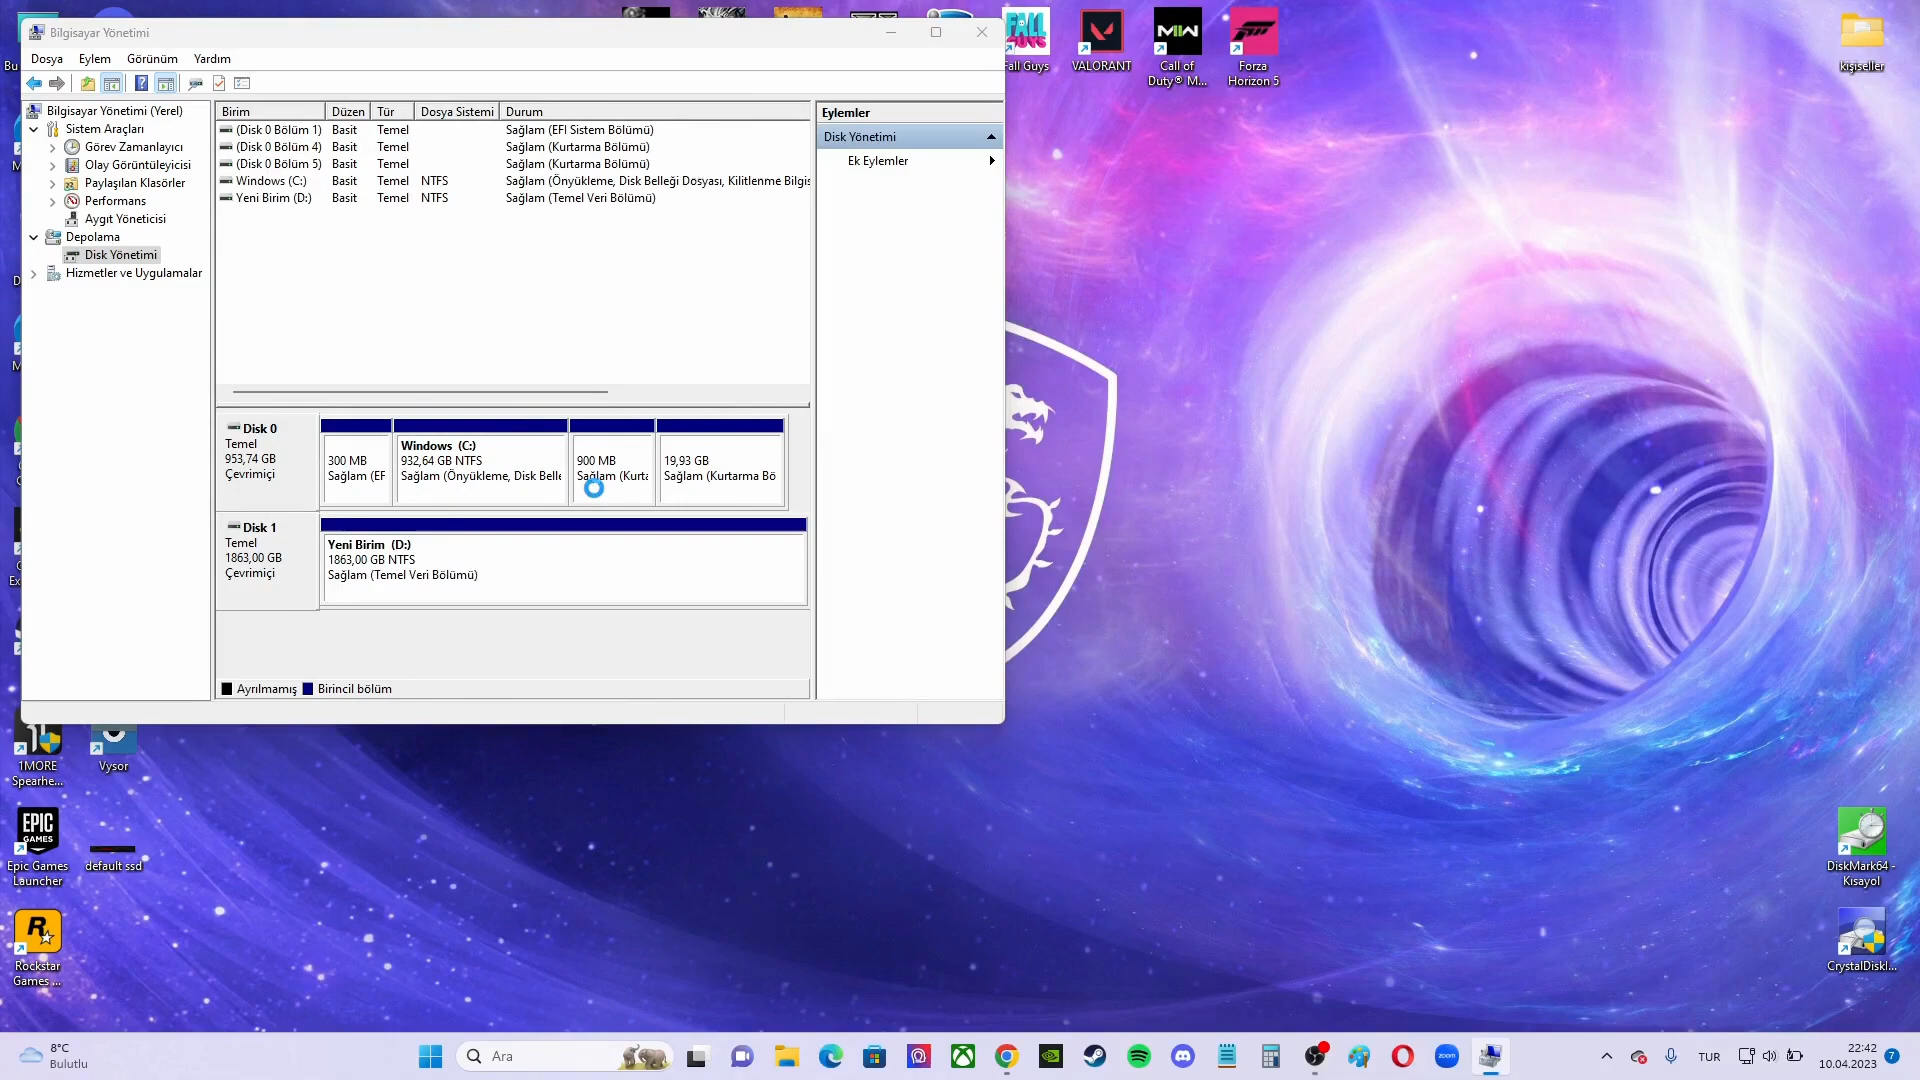 Bilgisayar Yönetimi
Dosya Eylem Görünüm Yardım
Bilgisayar Yönetimi (Yerel)
Sistem Araçları
Görev Zamanlayıcı
Olay Görüntüleyicisi
Paylaşılan Klasörler
Performans
Aygıt Yöneticisi
Depolama
Disk Yönetimi
Hizmetler ve Uygulamalar
Birim Düzen Tür Dosya Sistemi Durum
(Disk 0 Bölüm 1) Basit Temel Sağlam (EFI Sistem Bölümü)
(Disk 0 Bölüm 4) Basit Temel Sağlam (Kurtarma Bölümü)
(Disk 0 Bölüm 5) Basit Temel Sağlam (Kurtarma Bölümü)
Windows (C:) Basit Temel NTFS Sağlam (Önyükleme, Disk Belleği Dosyası, Kilitlenme Bilgis
Yeni Birim (D:) Basit Temel NTFS Sağlam (Temel Veri Bölümü)
Eylemler
Disk Yönetimi
Ek Eylemler
Disk 0
Temel
953,74 GB
Çevrimiçi
300 MB
Sağlam (EF
Windows (C:)
932,64 GB NTFS
Sağlam (Önyükleme, Disk Belle
900 MB
Sağlam (Kurta
19,93 GB
Sağlam (Kurtarma Bö
Disk 1
Temel
1863,00 GB
Çevrimiçi
Yeni Birim (D:)
1863,00 GB NTFS
Sağlam (Temel Veri Bölümü)
Ayrılmamış Birincil bölüm
FALL
GUYS
Fall Guys
VALORANT
MW
Call of
Duty® M...
Forza
Horizon 5
kişiseller
Bu
1MORE
Spearhe...
Vysor
EPIC
GAMES
Epic Games
Launcher
default ssd
Rockstar
Games ...
DiskMark64 -
Kısayol
CrystalDiskI...
8°C
Bulutlu
Ara
zoom
TUR
22:42
10.04.2023
7